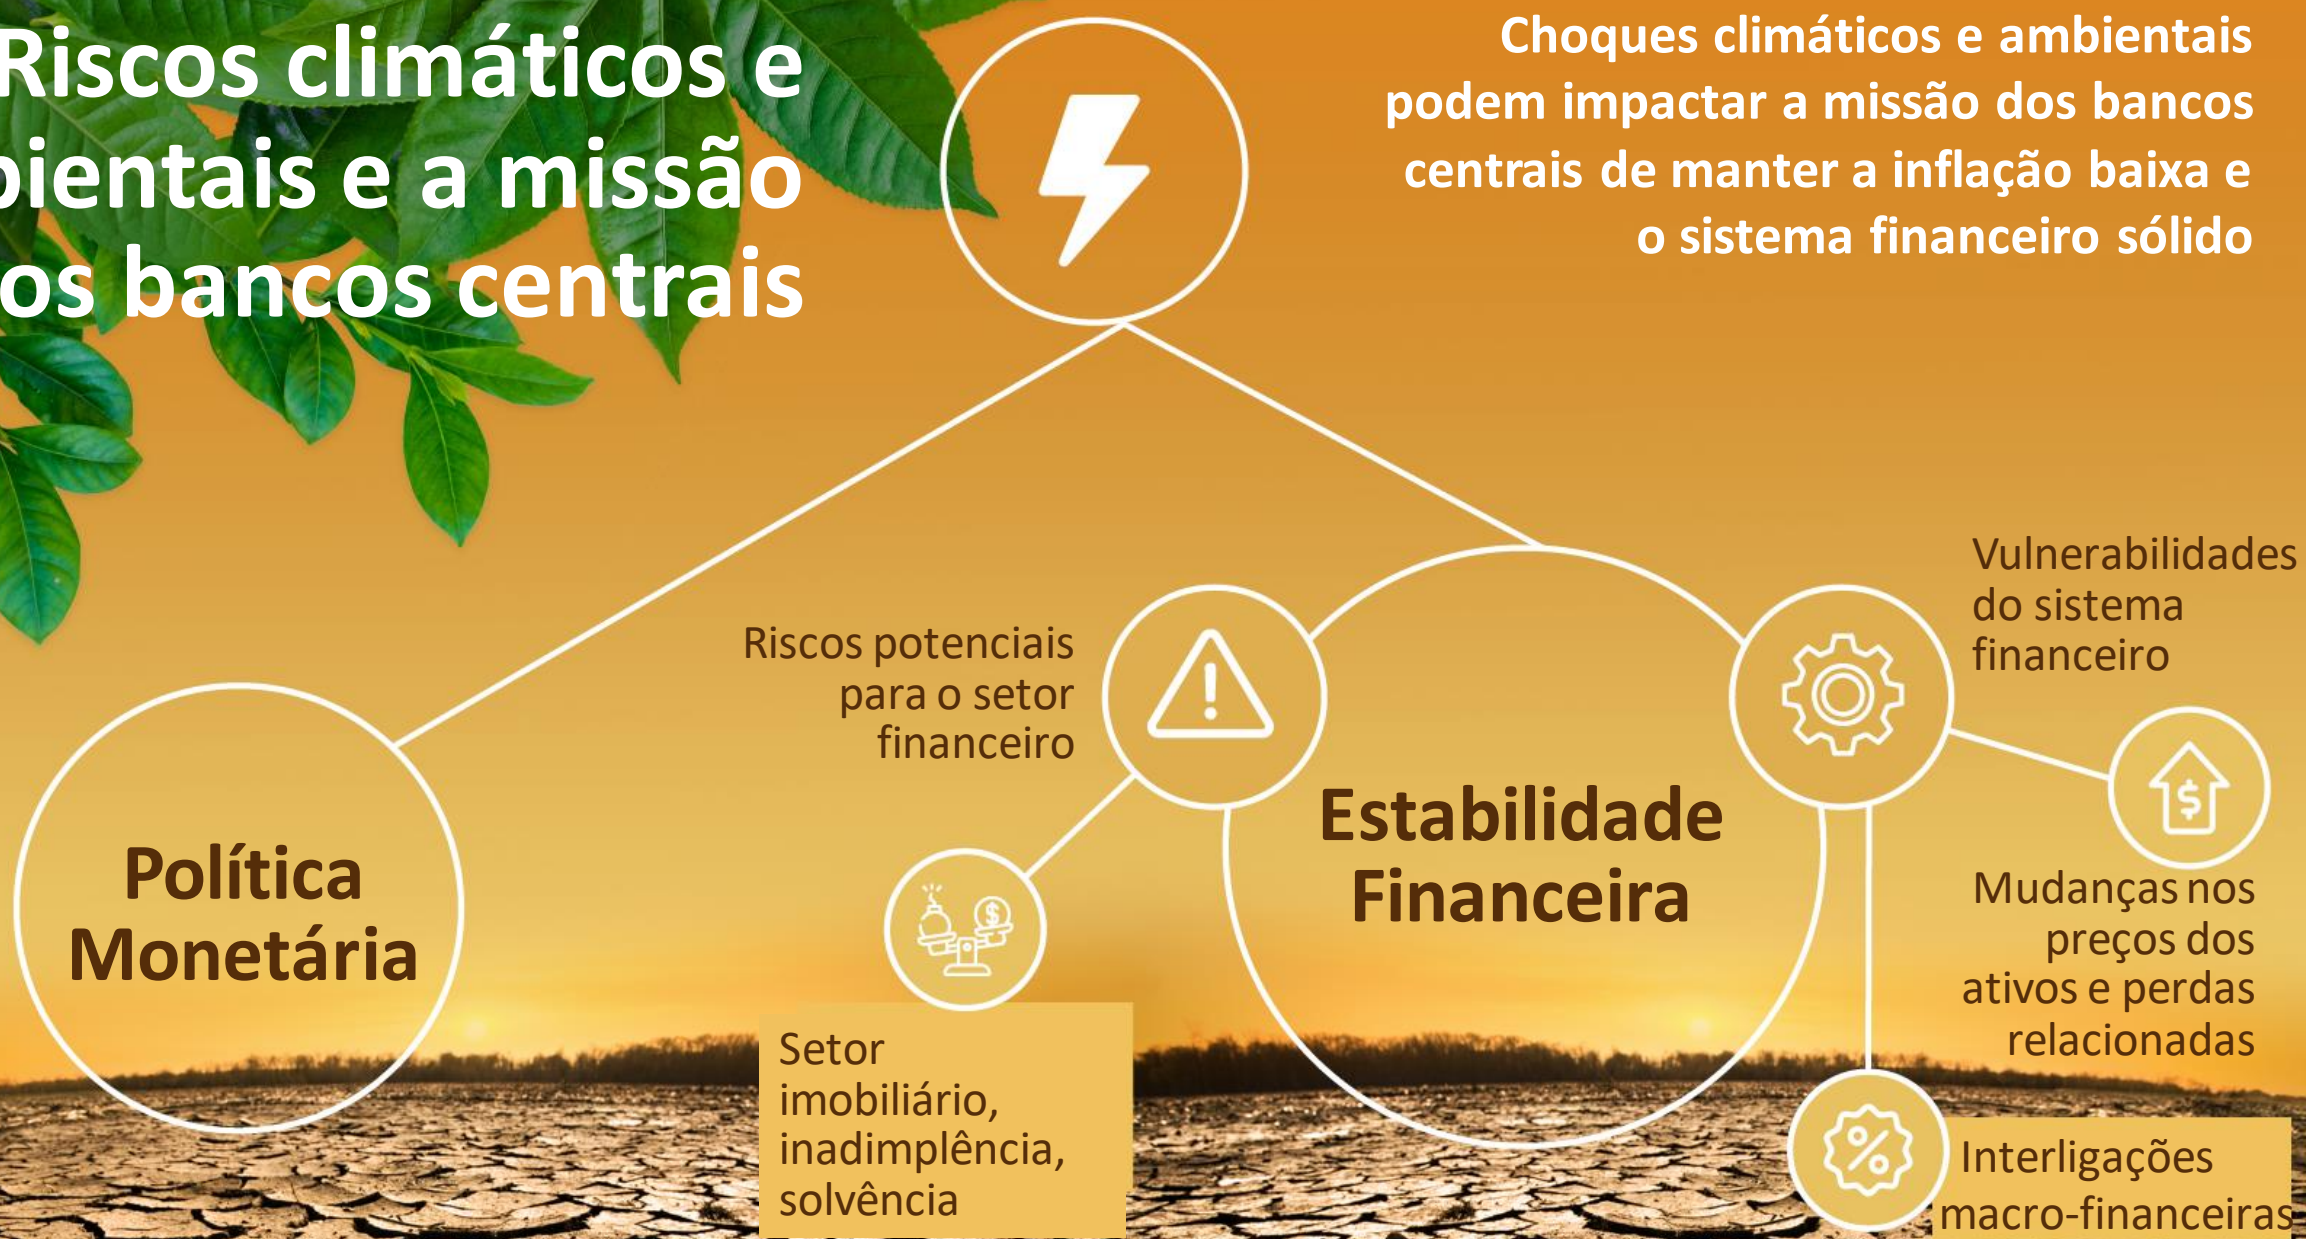 Riscos climáticos e
bientais e a missão
os bancos centrais
Choques climáticos e ambientais
podem impactar a missão dos bancos
centrais de manter a inflação baixa e
o sistema financeiro sólido
Política
Monetária
Riscos potenciais
para o setor
financeiro
Setor
imobiliário,
inadimplência,
solvência
Estabilidade
Financeira
Vulnerabilidades
do sistema
financeiro
Mudanças nos
preços dos
ativos e perdas
relacionadas
Interligações
macro-financeiras